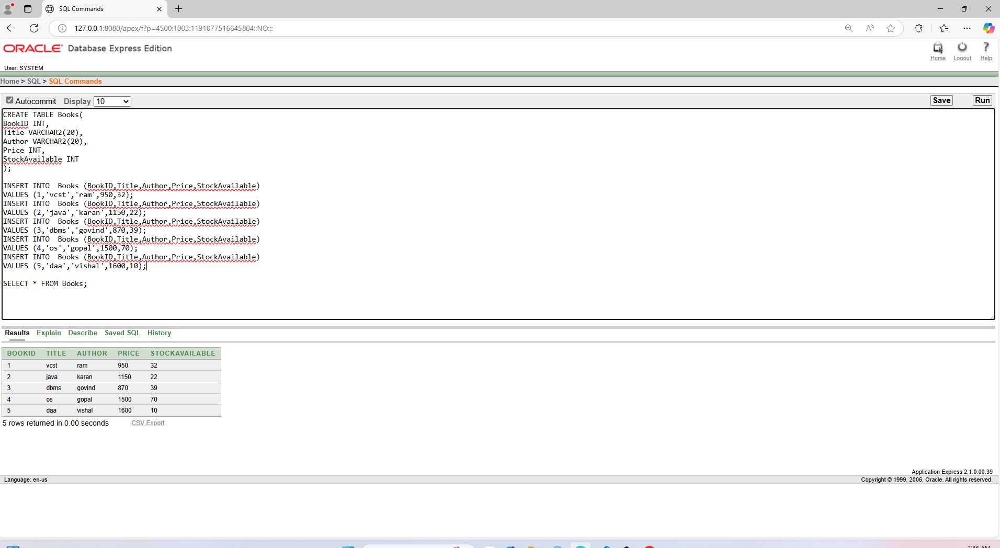 SQL Commands
127.0.0.1:8080/apex/f?p=4500:1003:1191077516645804::NO:::
ORACLE Database Express Edition
Home Logout Help
User: SYSTEM
Home > SQL > SQL Commands
Autocommit Display 10 Save Run
CREATE TABLE Books(
BookID INT,
Title VARCHAR2(20),
Author VARCHAR2(20),
Price INT,
StockAvailable INT
);
INSERT INTO  Books (BookID,Title,Author,Price,StockAvailable)
VALUES (1,'vcst','ram',950,32);
INSERT INTO  Books (BookID,Title,Author,Price,StockAvailable)
VALUES (2,'java','karan',1150,22);
INSERT INTO  Books (BookID,Title,Author,Price,StockAvailable)
VALUES (3,'dbms','govind',870,39);
INSERT INTO  Books (BookID,Title,Author,Price,StockAvailable)
VALUES (4,'os','gopal',1500,70);
INSERT INTO  Books (BookID,Title,Author,Price,StockAvailable)
VALUES (5,'daa','vishal',1600,10);
SELECT * FROM Books;
Results Explain Describe Saved SQL History
BOOKID TITLE AUTHOR PRICE STOCKAVAILABLE
1 vcst ram 950 32
2 java karan 1150 22
3 dbms govind 870 39
4 os gopal 1500 70
5 daa vishal 1600 10
5 rows returned in 0.00 seconds CSV Export
Application Express 2.1.0.00.39
Language: en-us Copyright © 1999, 2006, Oracle. All rights reserved.
2:36 AM